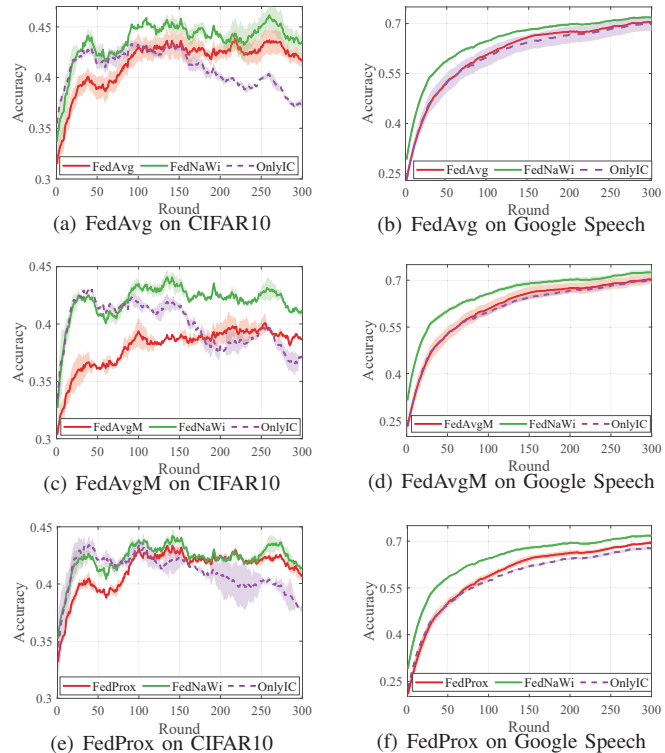 0.45
0.4
0.35
0.3
Accuracy
FedAvg FedNaWi OnlyIC
0 50 100 150 200 250 300
Round
(a) FedAvg on CIFAR10
0.7
0.55
0.4
0.25
Accuracy
FedAvg FedNaWi OnlyIC
0 50 100 150 200 250 300
Round
(b) FedAvg on Google Speech
0.45
0.4
0.35
0.3
Accuracy
FedAvgM FedNaWi OnlyIC
0 50 100 150 200 250 300
Round
(c) FedAvgM on CIFAR10
0.7
0.55
0.4
0.25
Accuracy
FedAvgM FedNaWi OnlyIC
0 50 100 150 200 250 300
Round
(d) FedAvgM on Google Speech
0.45
0.4
0.35
0.3
Accuracy
FedProx FedNaWi OnlyIC
0 50 100 150 200 250 300
Round
(e) FedProx on CIFAR10
0.7
0.55
0.4
0.25
Accuracy
FedProx FedNaWi OnlyIC
0 50 100 150 200 250 300
Round
(f) FedProx on Google Speech